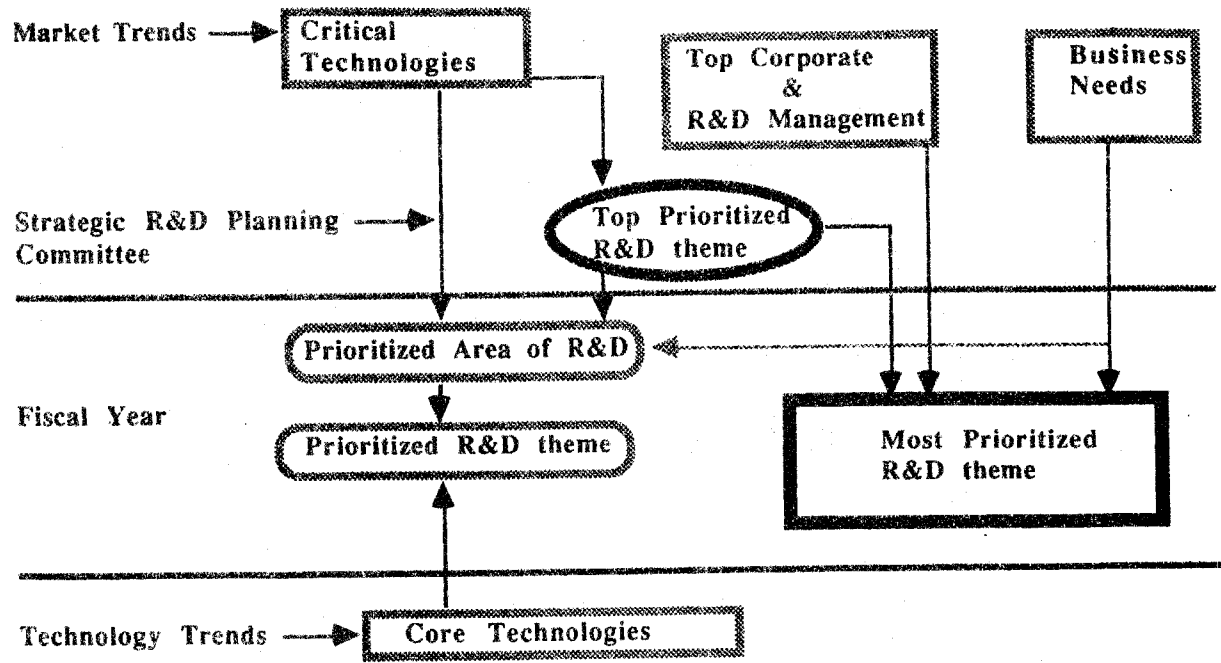 Market Trends
Critical
Technologies
Top Corporate
&
R&D Management
Business
Needs
Strategic R&D Planning
Committee
Top Prioritized
R&D theme
Prioritized Area of R&D
Fiscal Year
Prioritized R&D theme
Most Prioritized
R&D theme
Technology Trends
Core Technologies